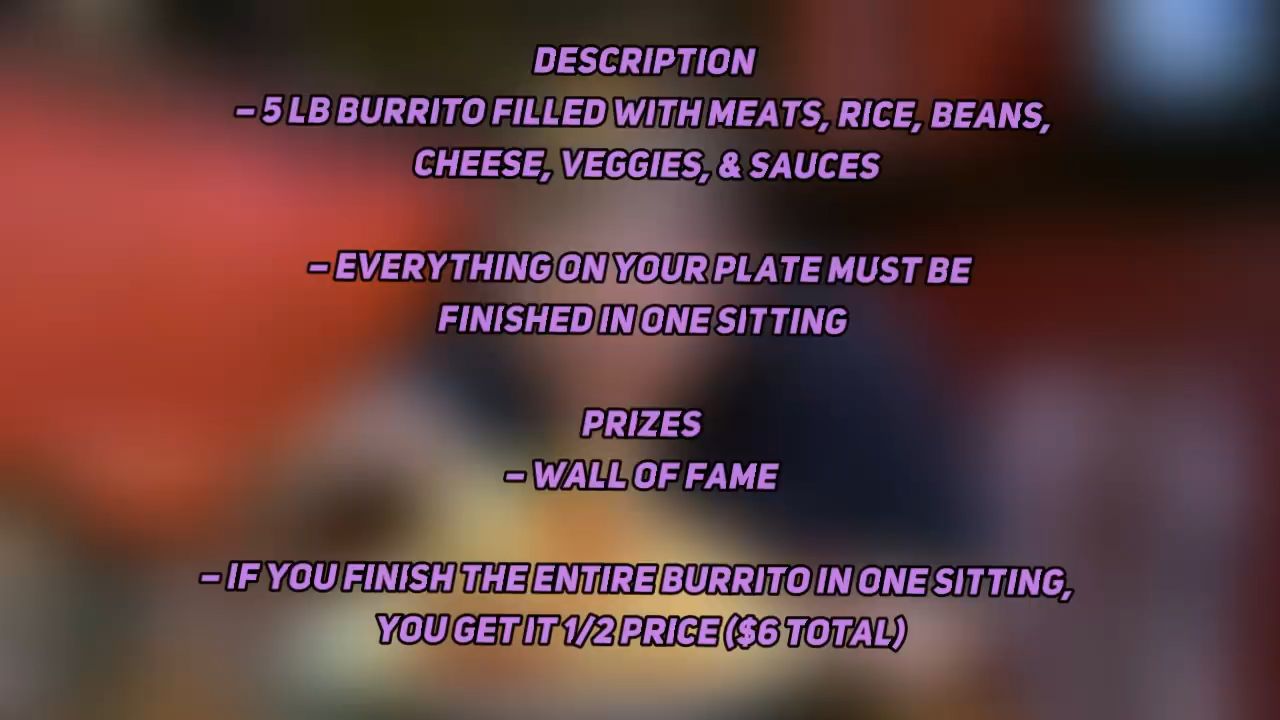 DESCRIPTION
– 5 LB BURRITO FILLED WITH MEATS, RICE, BEANS,
CHEESE, VEGGIES, & SAUCES
– EVERYTHING ON YOUR PLATE MUST BE
FINISHED IN ONE SITTING
PRIZES
– WALL OF FAME
– IF YOU FINISH THE ENTIRE BURRITO IN ONE SITTING,
YOU GET IT 1/2 PRICE ($6 TOTAL)